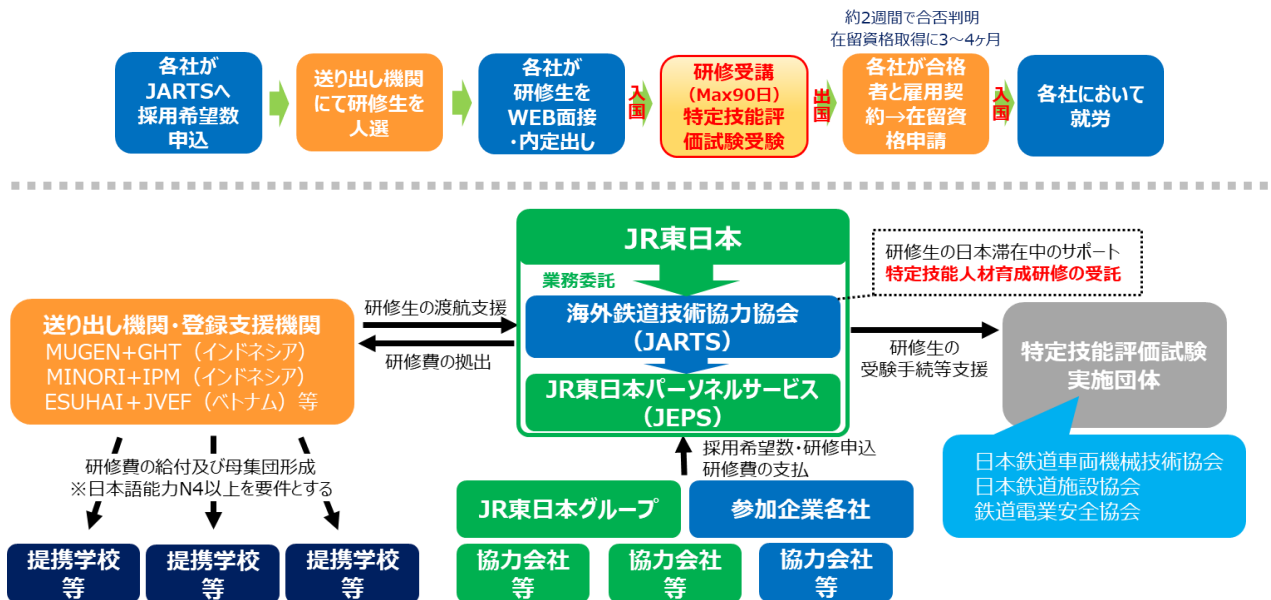 約2週間で合否判明
在留資格取得に3~4ヶ月
各社が
JARTSへ
採用希望数
申込
送り出し機関
にて研修生を
人選
各社が
研修生を
WEB面接
・内定出し
入国
研修受講
（Max90日）
特定技能評
価試験受験
出国
各社が合格
者と雇用契
約→在留資
格申請
入国
各社において
就労
JR東日本
業務委託
海外鉄道技術協力協会
（JARTS）
JR東日本パーソネルサービス
（JEPS）
研修生の日本滞在中のサポート
特定技能人材育成研修の受託
送り出し機関・登録支援機関
MUGEN+GHT（インドネシア）
MINORI+IPM（インドネシア）
ESUHAI+JVEF（ベトナム）等
研修生の渡航支援
研修費の拠出
研修生の
受験手続等支援
特定技能評価試験
実施団体
日本鉄道車両機械技術協会
日本鉄道施設協会
鉄道電業安全協会
研修費の給付及び母集団形成
※日本語能力N4以上を要件とする
採用希望数・研修申込
研修費の支払
JR東日本グループ
参加企業各社
提携学校
等
提携学校
等
提携学校
等
協力会社
等
協力会社
等
協力会社
等